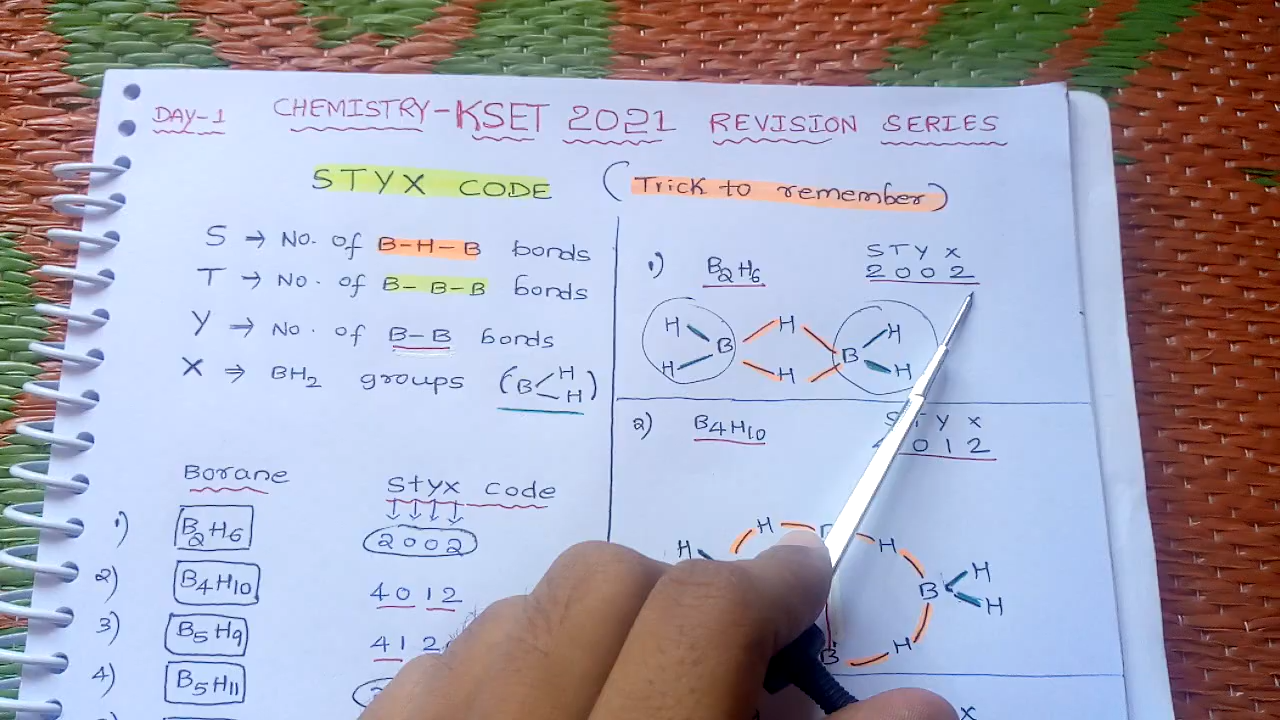 DAY-1 CHEMISTRY-KSET 2021 REVISION SERIES
STYX CODE (Trick to remember)
S → No. of B-H-B bonds
T → No. of B-B-B bonds
Y → No. of B-B bonds
X → BH2 groups (B H H)
Borane Styx code
1) B2H6 2002
2) B4H10 4012
3) B5H9 412
4) B5H11
1) B2H6 STYX
2002
H H B H H B H H
2) B4H10 S Y X
012
H H H B H H
B H
X